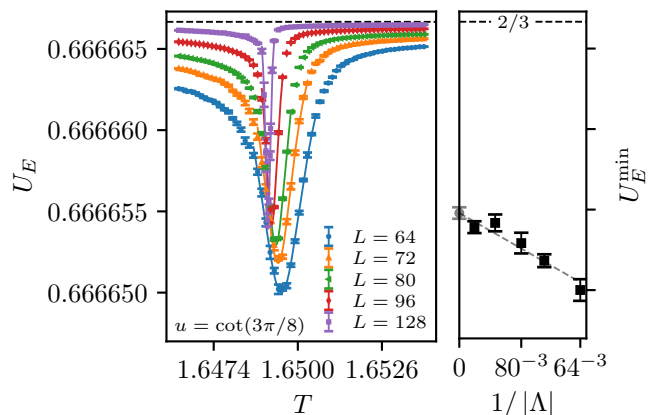 U_E
0.666665
0.666660
0.666655
0.666650
L = 64
L = 72
L = 80
L = 96
L = 128
u = cot(3π/8)
1.6474 1.6500 1.6526
T
2/3
U_E^min
0 80⁻³ 64⁻³
1/|Λ|